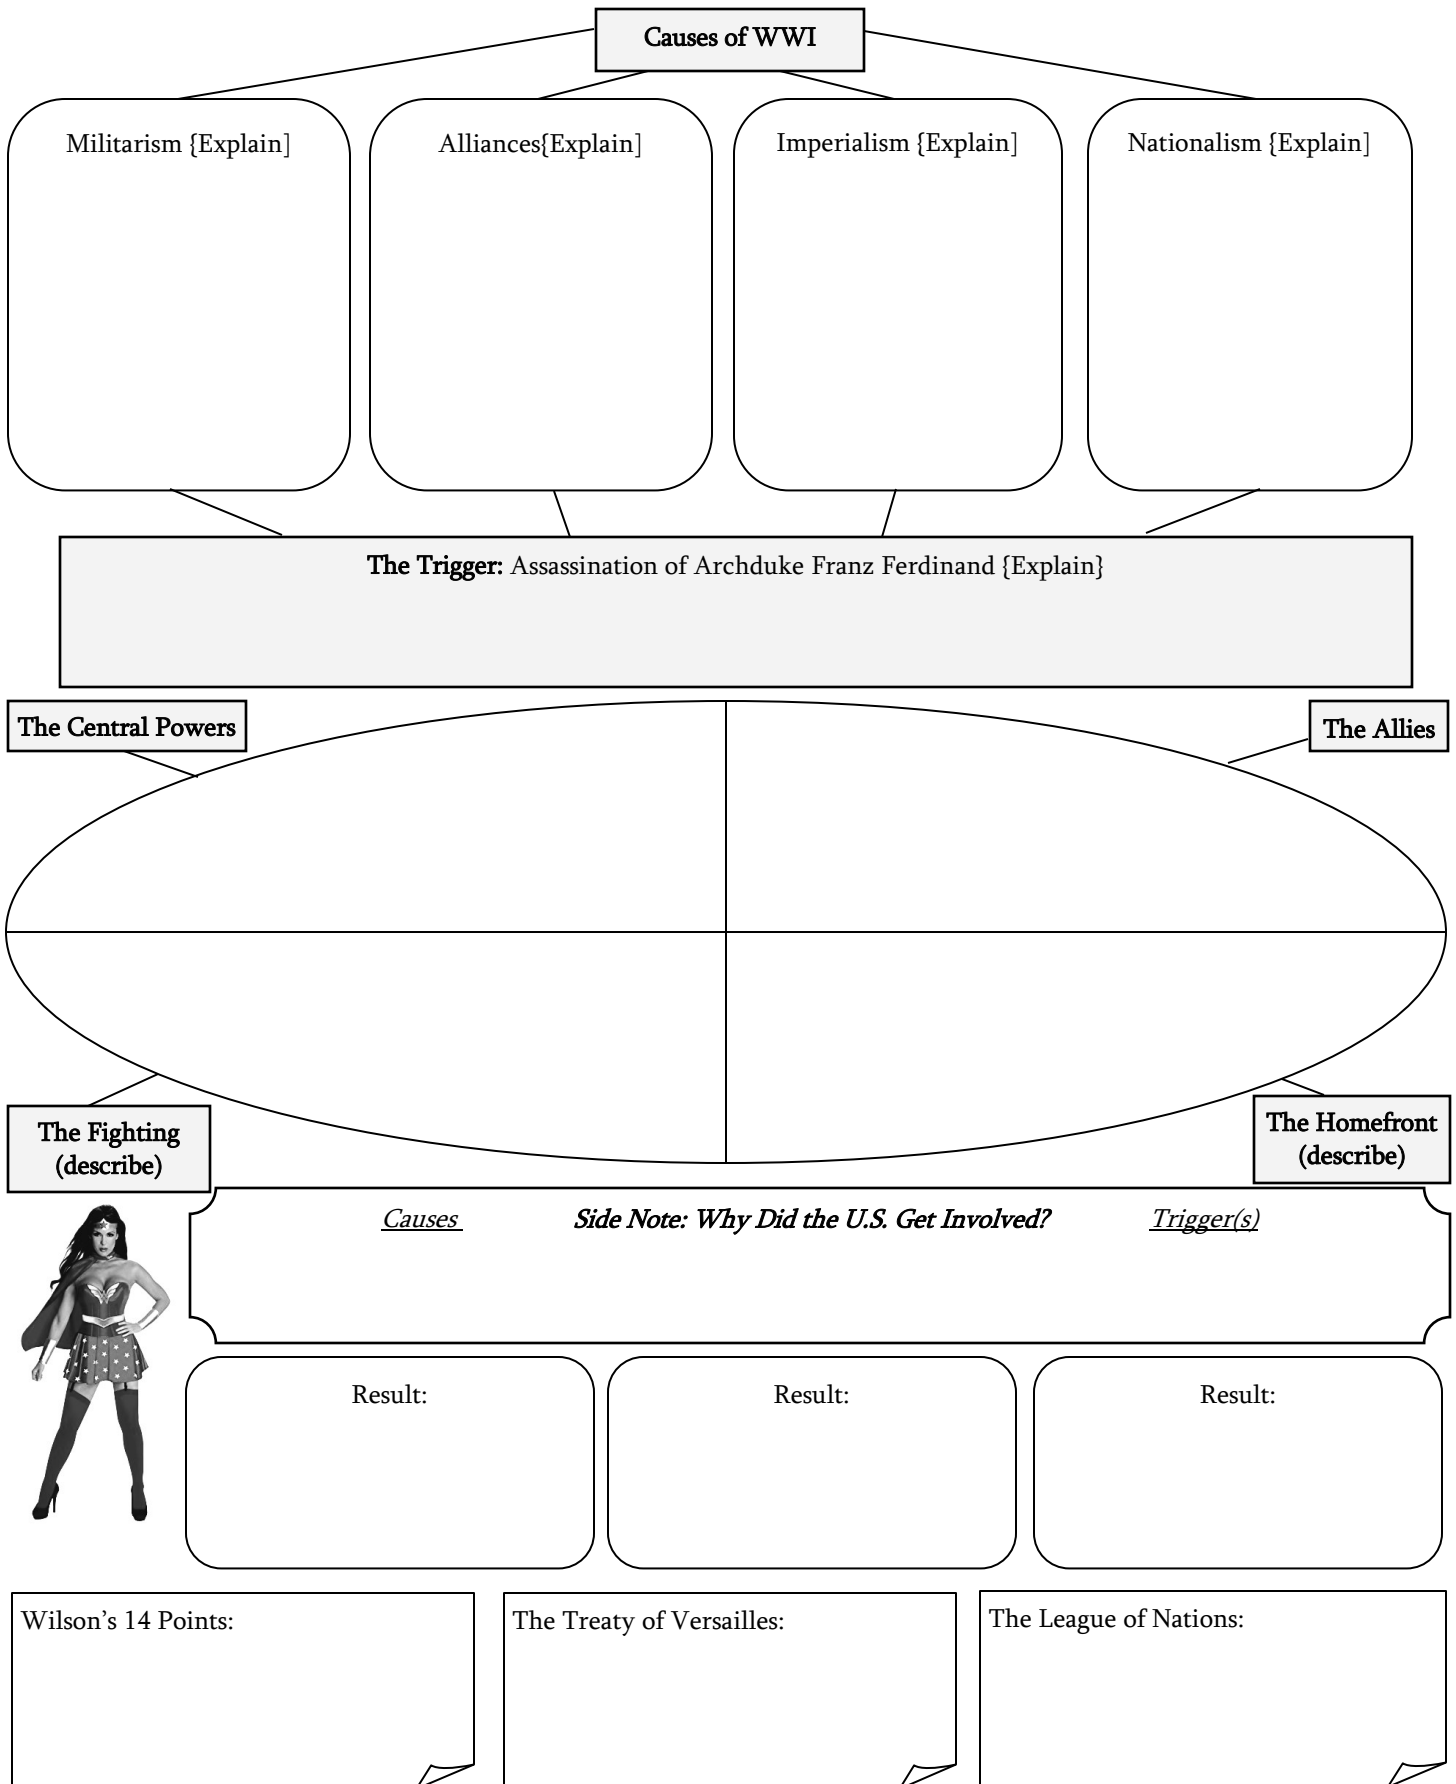 Causes of WWI
Militarism {Explain]
Alliances{Explain]
Imperialism {Explain]
Nationalism {Explain]
The Trigger: Assassination of Archduke Franz Ferdinand {Explain}
The Central Powers
The Allies
The Fighting
(describe)
The Homefront
(describe)
Causes Side Note: Why Did the U.S. Get Involved? Trigger(s)
Result:
Result:
Result:
Wilson’s 14 Points:
The Treaty of Versailles:
The League of Nations: